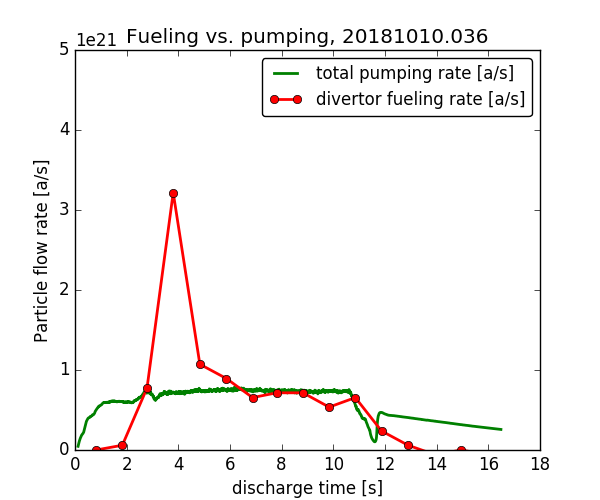 Fueling vs. pumping, 20181010.036
1e21
total pumping rate [a/s]
divertor fueling rate [a/s]
Particle flow rate [a/s]
5
4
3
2
1
0
0 2 4 6 8 10 12 14 16 18
discharge time [s]